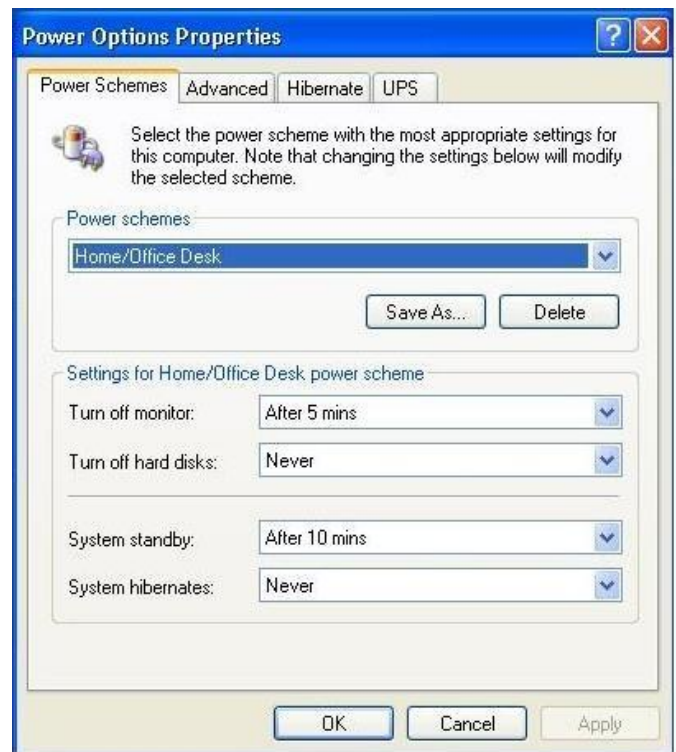 Power Options Properties
Power Schemes Advanced Hibernate UPS
Select the power scheme with the most appropriate settings for
this computer. Note that changing the settings below will modify
the selected scheme.
Power schemes
Home/Office Desk
Save As... Delete
Settings for Home/Office Desk power scheme
Turn off monitor: After 5 mins
Turn off hard disks: Never
System standby: After 10 mins
System hibernates: Never
OK Cancel Apply